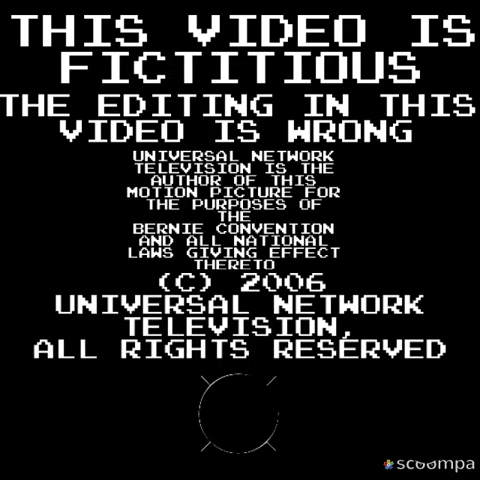 THIS VIDEO IS
FICTITIOUS
THE EDITING IN THIS
VIDEO IS WRONG
UNIVERSAL NETWORK
TELEVISION IS THE
AUTHOR OF THIS
MOTION PICTURE FOR
THE PURPOSES OF
THE
BERNIE CONVENTION
AND ALL NATIONAL
LAWS GIVING EFFECT
THERETO
(C) 2006
UNIVERSAL NETWORK
TELEVISION,
ALL RIGHTS RESERVED
scoompa